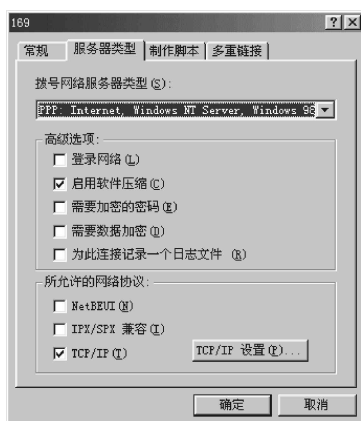 169
常规 服务器类型 制作脚本 多重链接
拨号网络服务器类型(S):
PPP: Internet, Windows NT Server, Windows 98
高级选项:
登录网络(L)
启用软件压缩(C)
需要加密的密码(E)
需要数据加密(D)
为此连接记录一个日志文件 (R)
所允许的网络协议:
NetBEUI(N)
IPX/SPX 兼容(I)
TCP/IP(T)
TCP/IP 设置(P)...
确定 取消